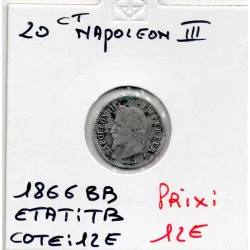 20 CT NAPOLEON III
1866 BB
ETAT:TB
COTE:12E
PRIX:
12E